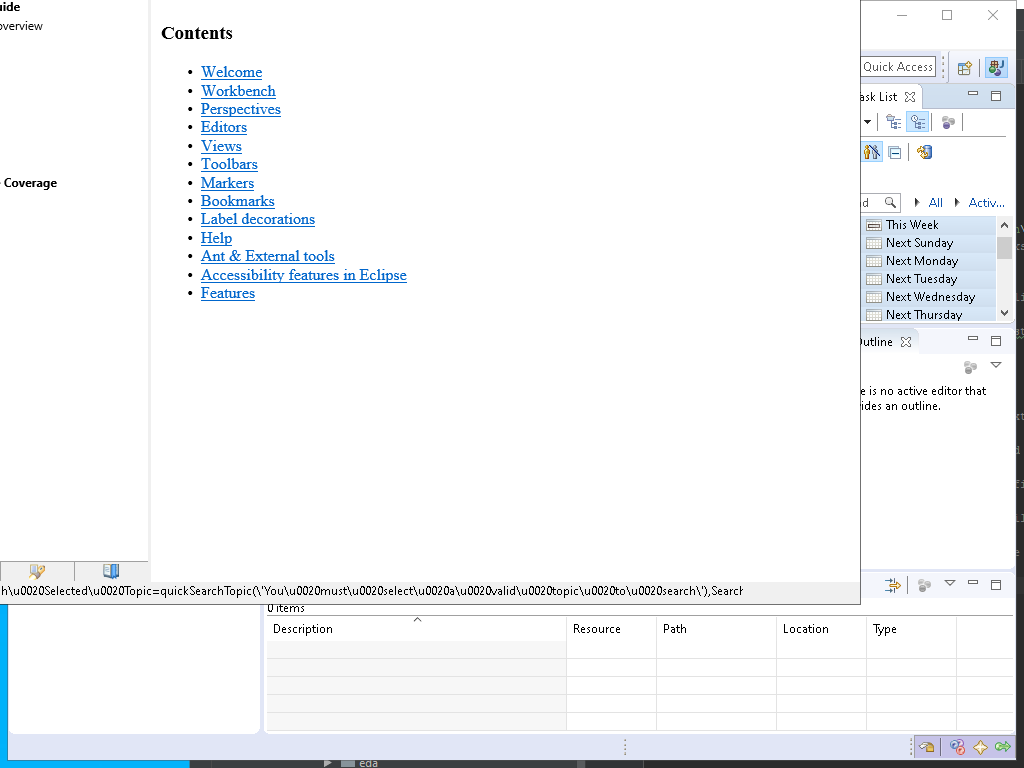 uide
overview
Coverage
Contents
• Welcome
• Workbench
• Perspectives
• Editors
• Views
• Toolbars
• Markers
• Bookmarks
• Label decorations
• Help
• Ant & External tools
• Accessibility features in Eclipse
• Features
h\u0020Selected\u0020Topic=quickSearchTopic(\'You\u0020must\u0020select\u0020a\u0020valid\u0020topic\u0020to\u0020search\'),Search
Quick Access
ask List
nd
All
Activ...
This Week
Next Sunday
Next Monday
Next Tuesday
Next Wednesday
Next Thursday
Outline
e is no active editor that
ides an outline.
0 items
Description Resource Path Location Type
eda